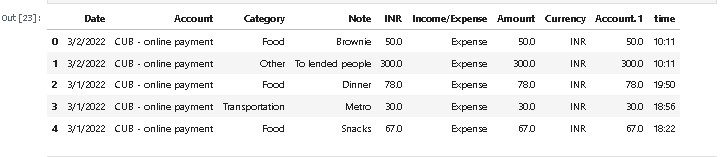 Out[23]:
Date Account Category Note INR Income/Expense Amount Currency Account.1 time
0 3/2/2022 CUB - online payment Food Brownie 50.0 Expense 50.0 INR 50.0 10:11
1 3/2/2022 CUB - online payment Other To lended people 300.0 Expense 300.0 INR 300.0 10:11
2 3/1/2022 CUB - online payment Food Dinner 78.0 Expense 78.0 INR 78.0 19:50
3 3/1/2022 CUB - online payment Transportation Metro 30.0 Expense 30.0 INR 30.0 18:56
4 3/1/2022 CUB - online payment Food Snacks 67.0 Expense 67.0 INR 67.0 18:22